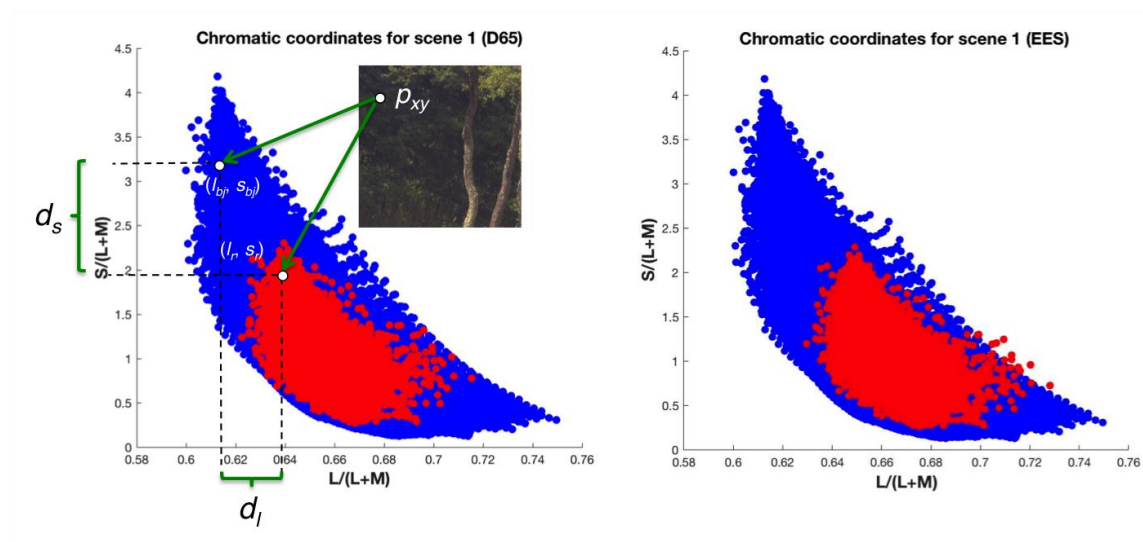 Chromatic coordinates for scene 1 (D65)
4.5
4
3.5
3
2.5
2
1.5
1
0.5
0
S/(L+M)
p_xy
(l_bj, s_bj)
(l_r, s_r)
d_s
0.58 0.6 0.62 0.64 0.66 0.68 0.7 0.72 0.74 0.76
L/(L+M)
d_l
Chromatic coordinates for scene 1 (EES)
4.5
4
3.5
3
2.5
2
1.5
1
0.5
0
S/(L+M)
0.58 0.6 0.62 0.64 0.66 0.68 0.7 0.72 0.74 0.76
L/(L+M)